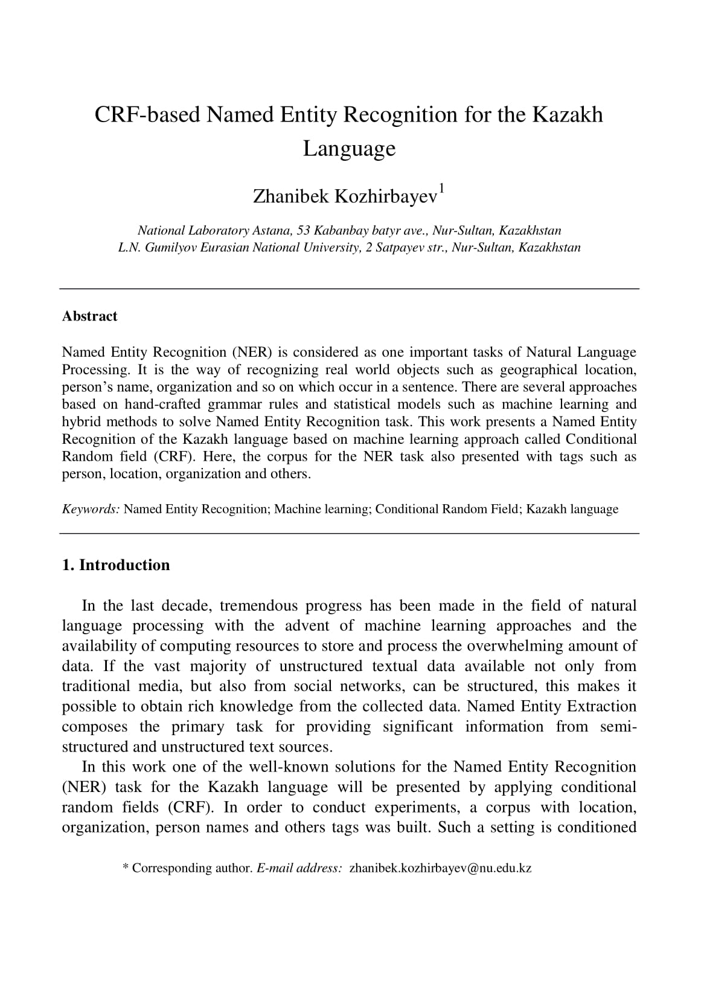 CRF-based Named Entity Recognition for the Kazakh
Language
Zhanibek Kozhirbayev1
National Laboratory Astana, 53 Kabanbay batyr ave., Nur-Sultan, Kazakhstan
L.N. Gumilyov Eurasian National University, 2 Satpayev str., Nur-Sultan, Kazakhstan
Abstract
Named Entity Recognition (NER) is considered as one important tasks of Natural Language
Processing. It is the way of recognizing real world objects such as geographical location,
person’s name, organization and so on which occur in a sentence. There are several approaches
based on hand-crafted grammar rules and statistical models such as machine learning and
hybrid methods to solve Named Entity Recognition task. This work presents a Named Entity
Recognition of the Kazakh language based on machine learning approach called Conditional
Random field (CRF). Here, the corpus for the NER task also presented with tags such as
person, location, organization and others.
Keywords: Named Entity Recognition; Machine learning; Conditional Random Field; Kazakh language
1. Introduction
In the last decade, tremendous progress has been made in the field of natural
language processing with the advent of machine learning approaches and the
availability of computing resources to store and process the overwhelming amount of
data. If the vast majority of unstructured textual data available not only from
traditional media, but also from social networks, can be structured, this makes it
possible to obtain rich knowledge from the collected data. Named Entity Extraction
composes the primary task for providing significant information from semi-
structured and unstructured text sources.
In this work one of the well-known solutions for the Named Entity Recognition
(NER) task for the Kazakh language will be presented by applying conditional
random fields (CRF). In order to conduct experiments, a corpus with location,
organization, person names and others tags was built. Such a setting is conditioned
* Corresponding author. E-mail address: zhanibek.kozhirbayev@nu.edu.kz